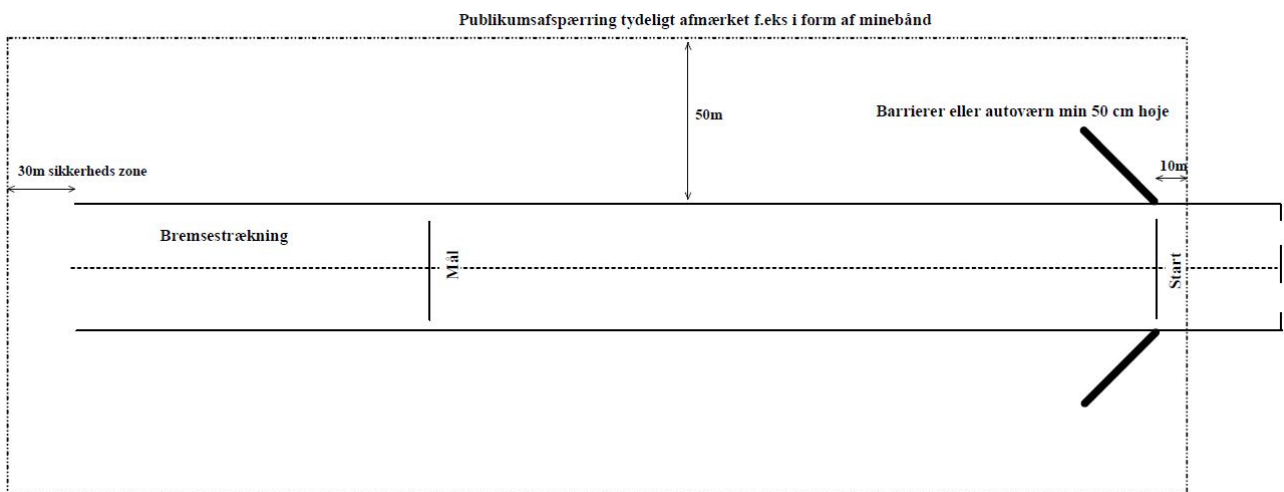 Publikumsafspærring tydeligt afmærket f.eks i form af minebånd
50m
Barrierer eller autoværn min 50 cm høje
30m sikkerheds zone
10m
Bremsestrækning
Mål
Start